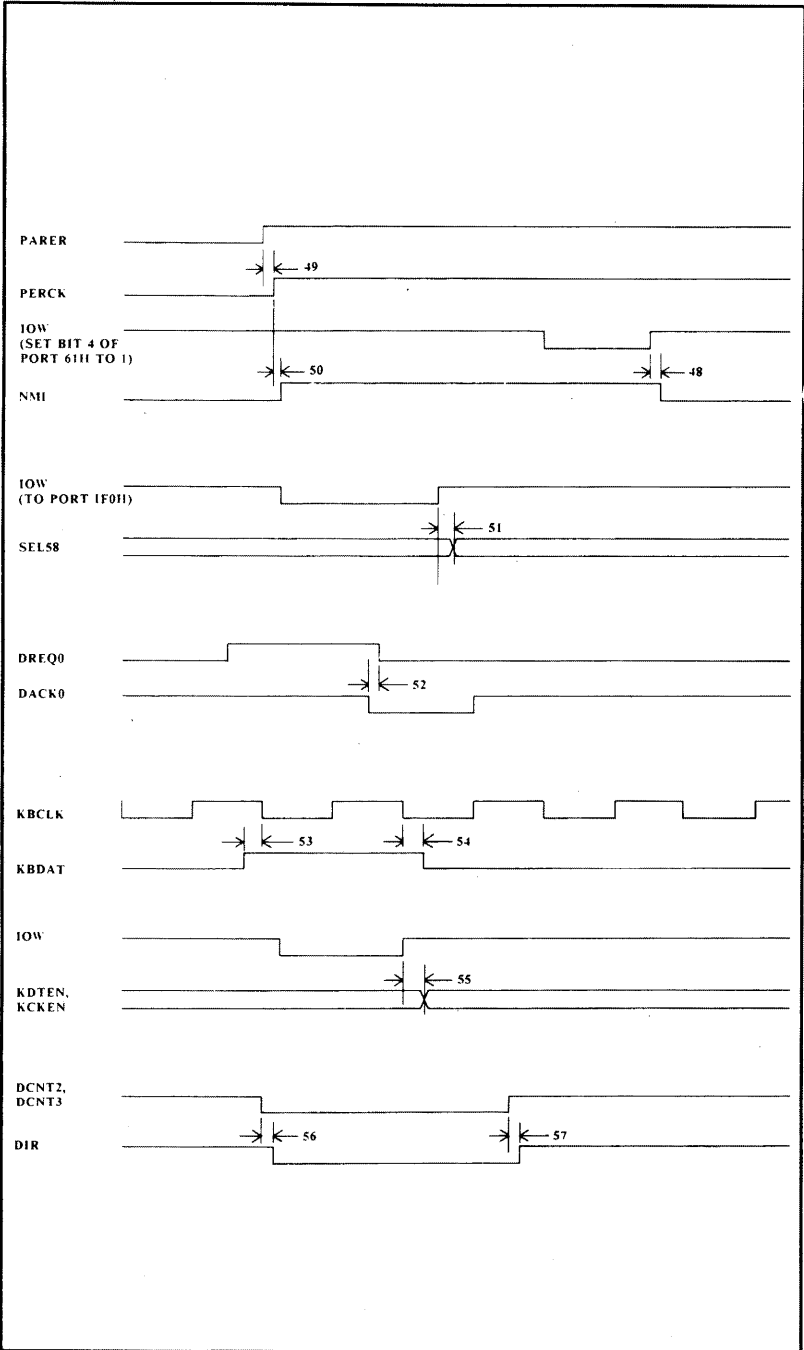 PARER
49
PERCK
IOW
(SET BIT 4 OF
PORT 61H TO 1)
48
50
NMI
IOW
(TO PORT 1F0H)
51
SEL58
DREQ0
52
DACK0
KBCLK
53
54
KBDAT
IOW
55
KDTEN,
KCKEN
DCNT2,
DCNT3
56
57
DIR